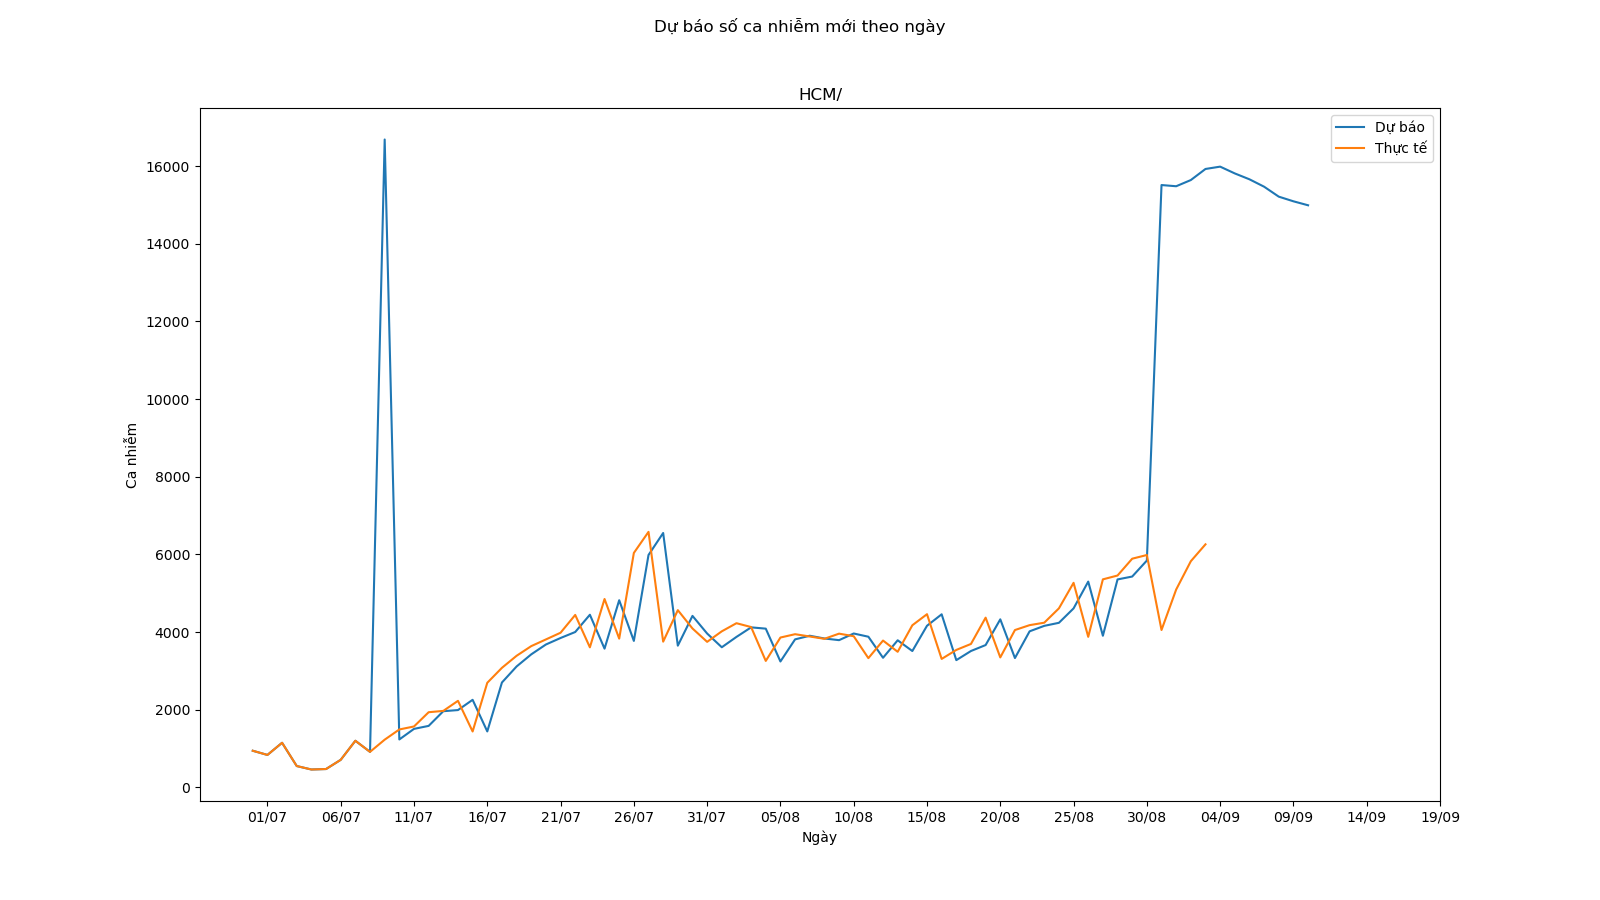 Dự báo số ca nhiễm mới theo ngày
HCM/
Dự báo
Thực tế
16000
14000
12000
10000
8000
6000
4000
2000
0
Ca nhiễm
01/07 06/07 11/07 16/07 21/07 26/07 31/07 05/08 10/08 15/08 20/08 25/08 30/08 04/09 09/09 14/09 19/09
Ngày